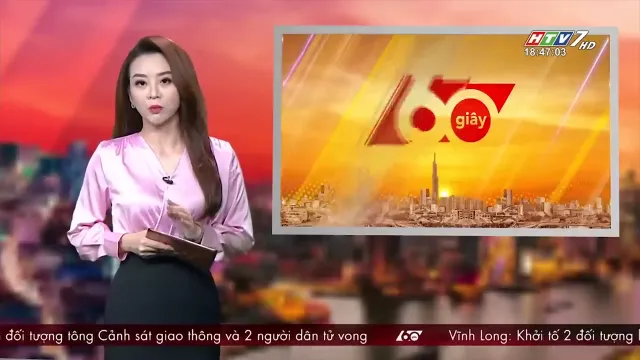 HTV7 HD
18:47:03
60
giây
đối tượng tông Cảnh sát giao thông và 2 người dân tử vong 60 Vĩnh Long: Khởi tố 2 đối tượng